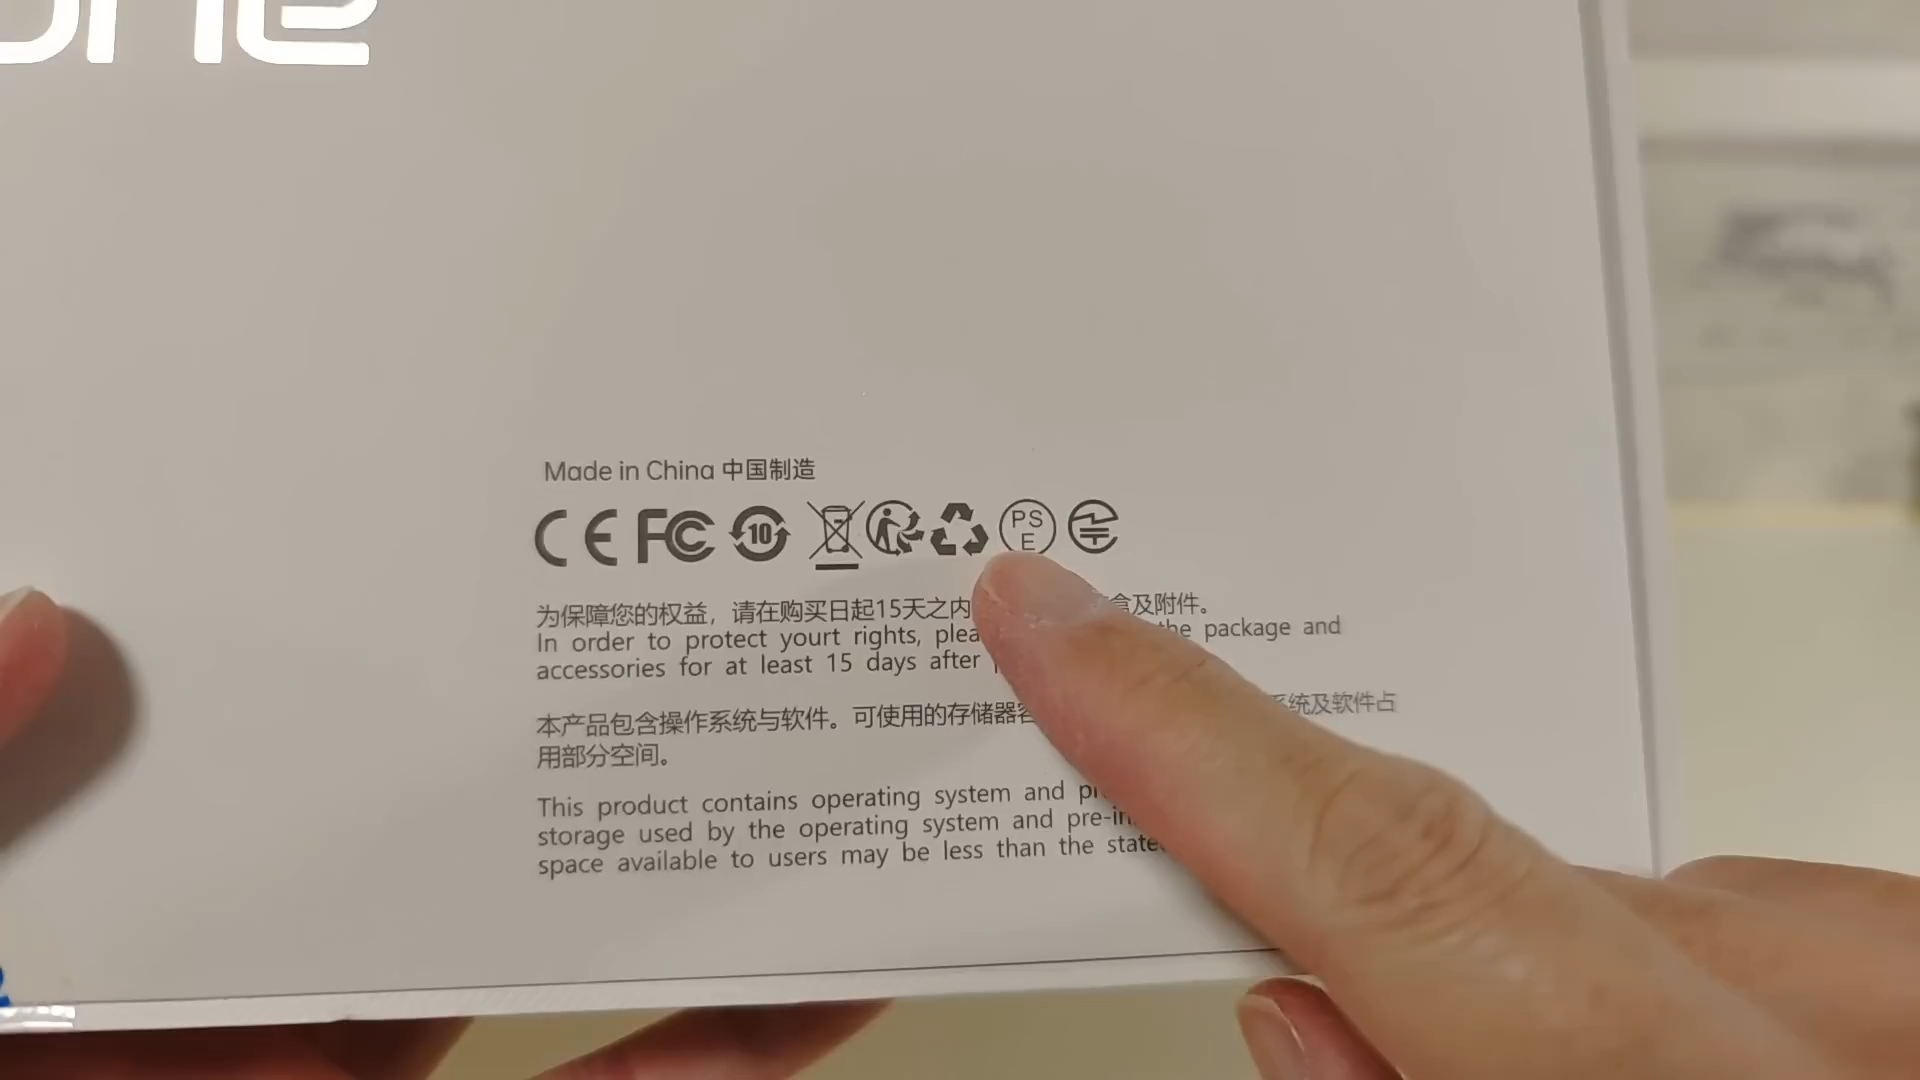 Made in China 中国制造
CE FC 10 PS E
为保障您的权益，请在购买日起15天之内 盒及附件。
In order to protect yourt rights, the package and
accessories for at least 15 days after
本产品包含操作系统与软件。可使用的存储器 系统及软件占
用部分空间。
This product contains operating system and
storage used by the operating system and
space available to users may be less than the